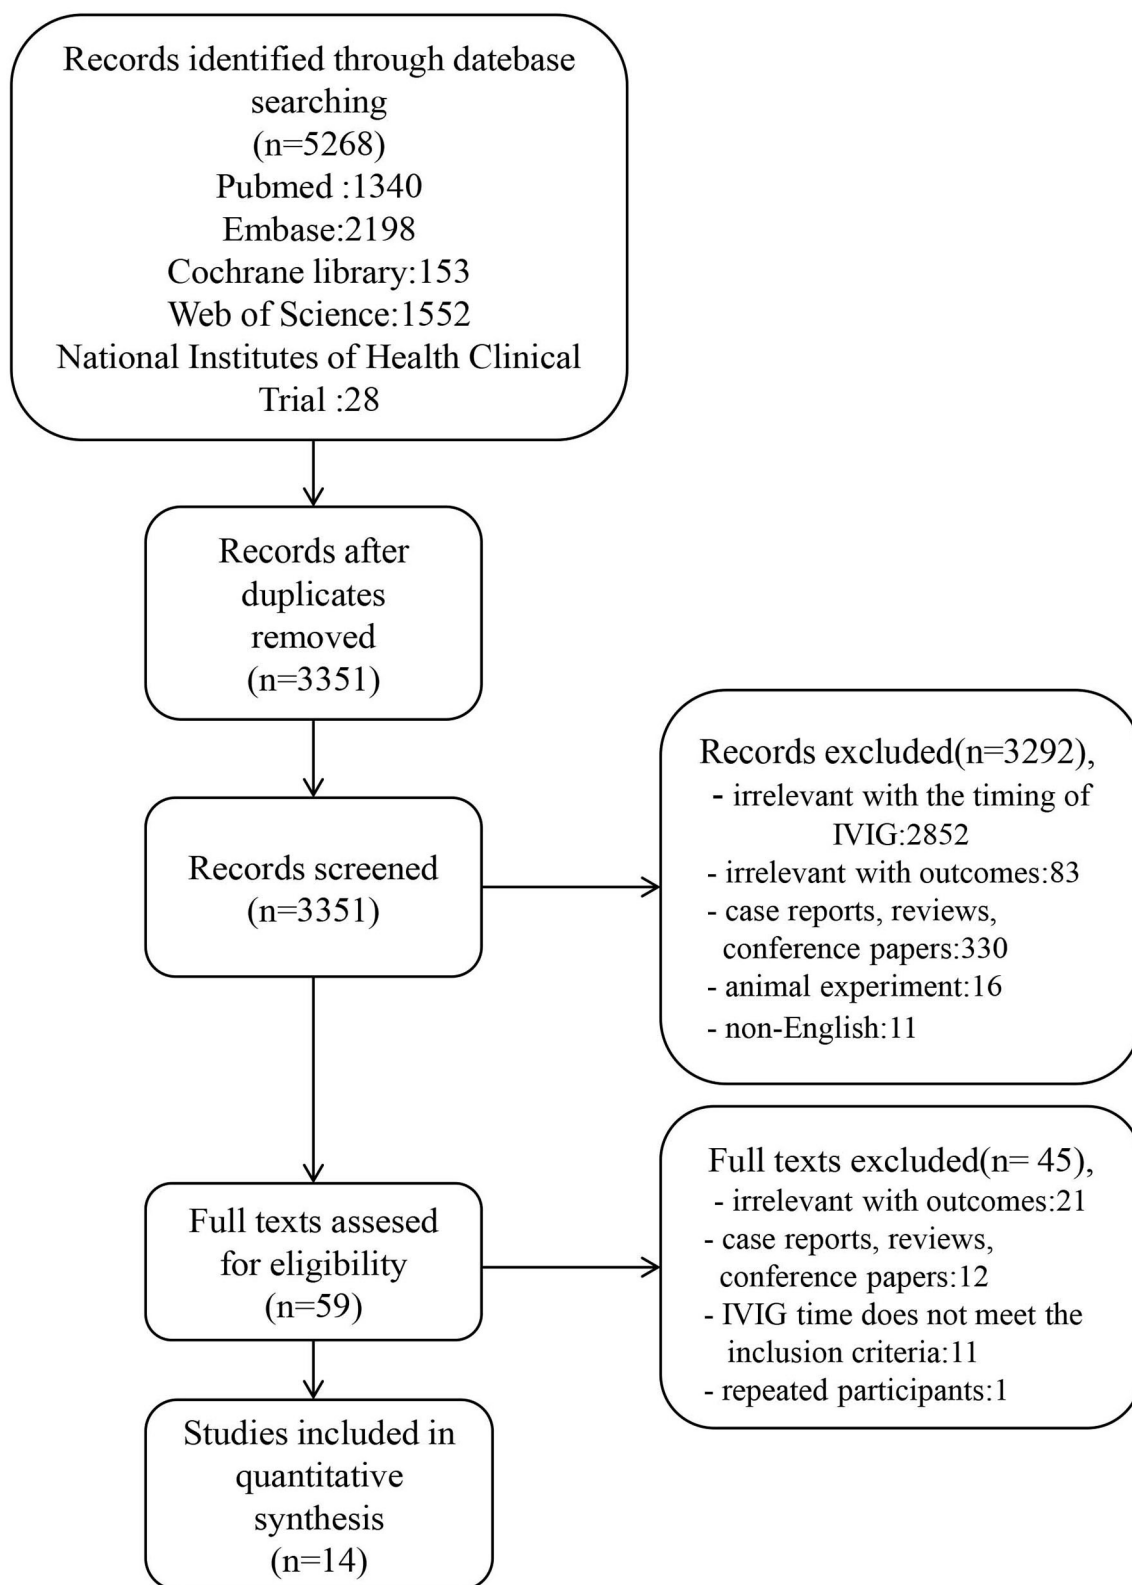 Records identified through datebase
searching
(n=5268)
Pubmed :1340
Embase:2198
Cochrane library:153
Web of Science:1552
National Institutes of Health Clinical
Trial :28
Records after
duplicates
removed
(n=3351)
Records screened
(n=3351)
Records excluded(n=3292),
- irrelevant with the timing of
IVIG:2852
- irrelevant with outcomes:83
- case reports, reviews,
conference papers:330
- animal experiment:16
- non-English:11
Full texts assesed
for eligibility
(n=59)
Full texts excluded(n= 45),
- irrelevant with outcomes:21
- case reports, reviews,
conference papers:12
- IVIG time does not meet the
inclusion criteria:11
- repeated participants:1
Studies included in
quantitative
synthesis
(n=14)